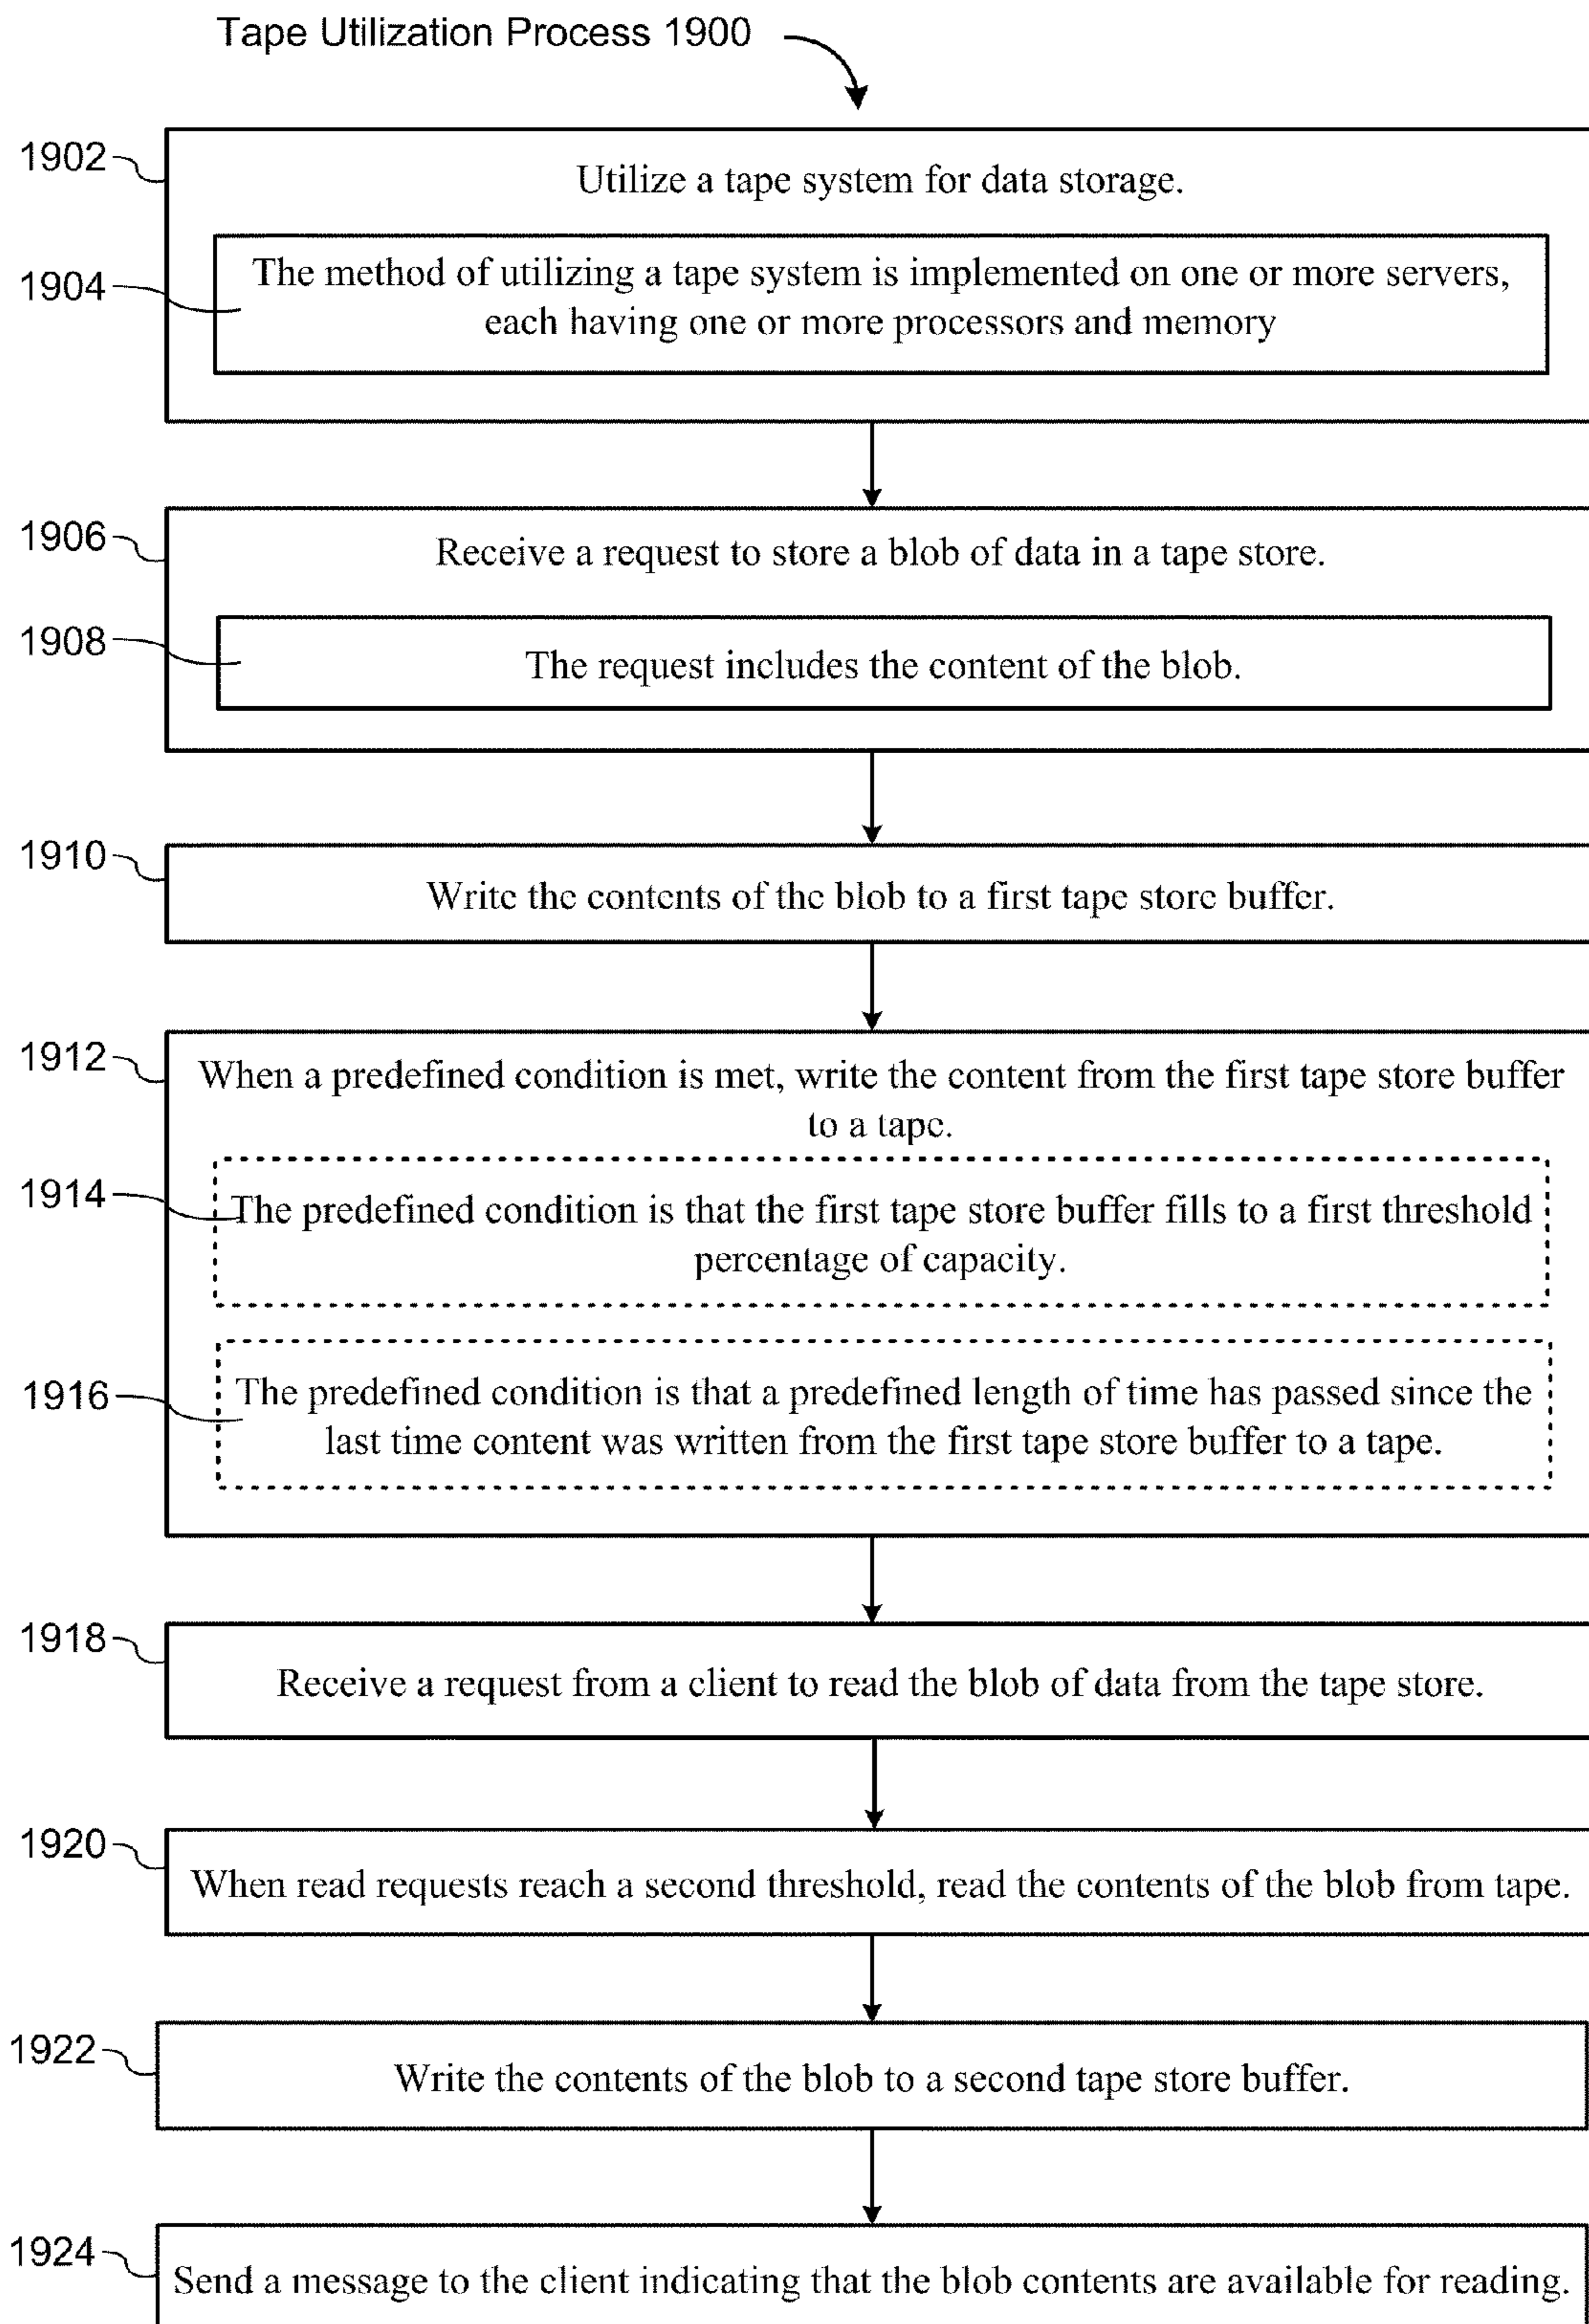 Tape Utilization Process 1900
1902
Utilize a tape system for data storage.
1904
The method of utilizing a tape system is implemented on one or more servers,
each having one or more processors and memory
1906
Receive a request to store a blob of data in a tape store.
1908
The request includes the content of the blob.
1910
Write the contents of the blob to a first tape store buffer.
1912
When a predefined condition is met, write the content from the first tape store buffer
to a tape.
1914
The predefined condition is that the first tape store buffer fills to a first threshold
percentage of capacity.
1916
The predefined condition is that a predefined length of time has passed since the
last time content was written from the first tape store buffer to a tape.
1918
Receive a request from a client to read the blob of data from the tape store.
1920
When read requests reach a second threshold, read the contents of the blob from tape.
1922
Write the contents of the blob to a second tape store buffer.
1924
Send a message to the client indicating that the blob contents are available for reading.